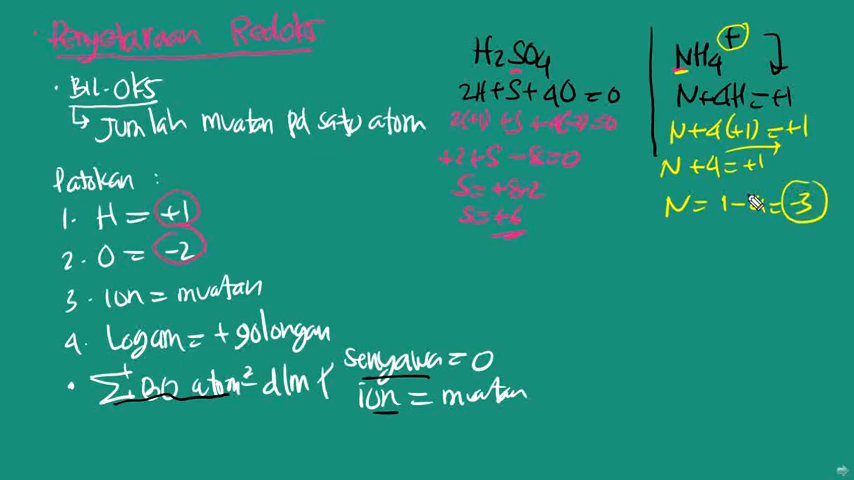 • Penyetaraan Redoks
• BIL. OKS
↳ Jumlah muatan pd satu atom
Patokan :
1. H = +1
2. O = -2
3. ion = muatan
4. Logam = + golongan
• Σ BO atom² dlm { senyawa = 0
ion = muatan
H2SO4
2H + S + 4O = 0
2(+1) + S + 4(-2) = 0
+2 + S - 8 = 0
S = +8-2
S = +6
NH4+
N + 4H = +1
N + 4(+1) = +1
N + 4 = +1
N = 1 - = -3